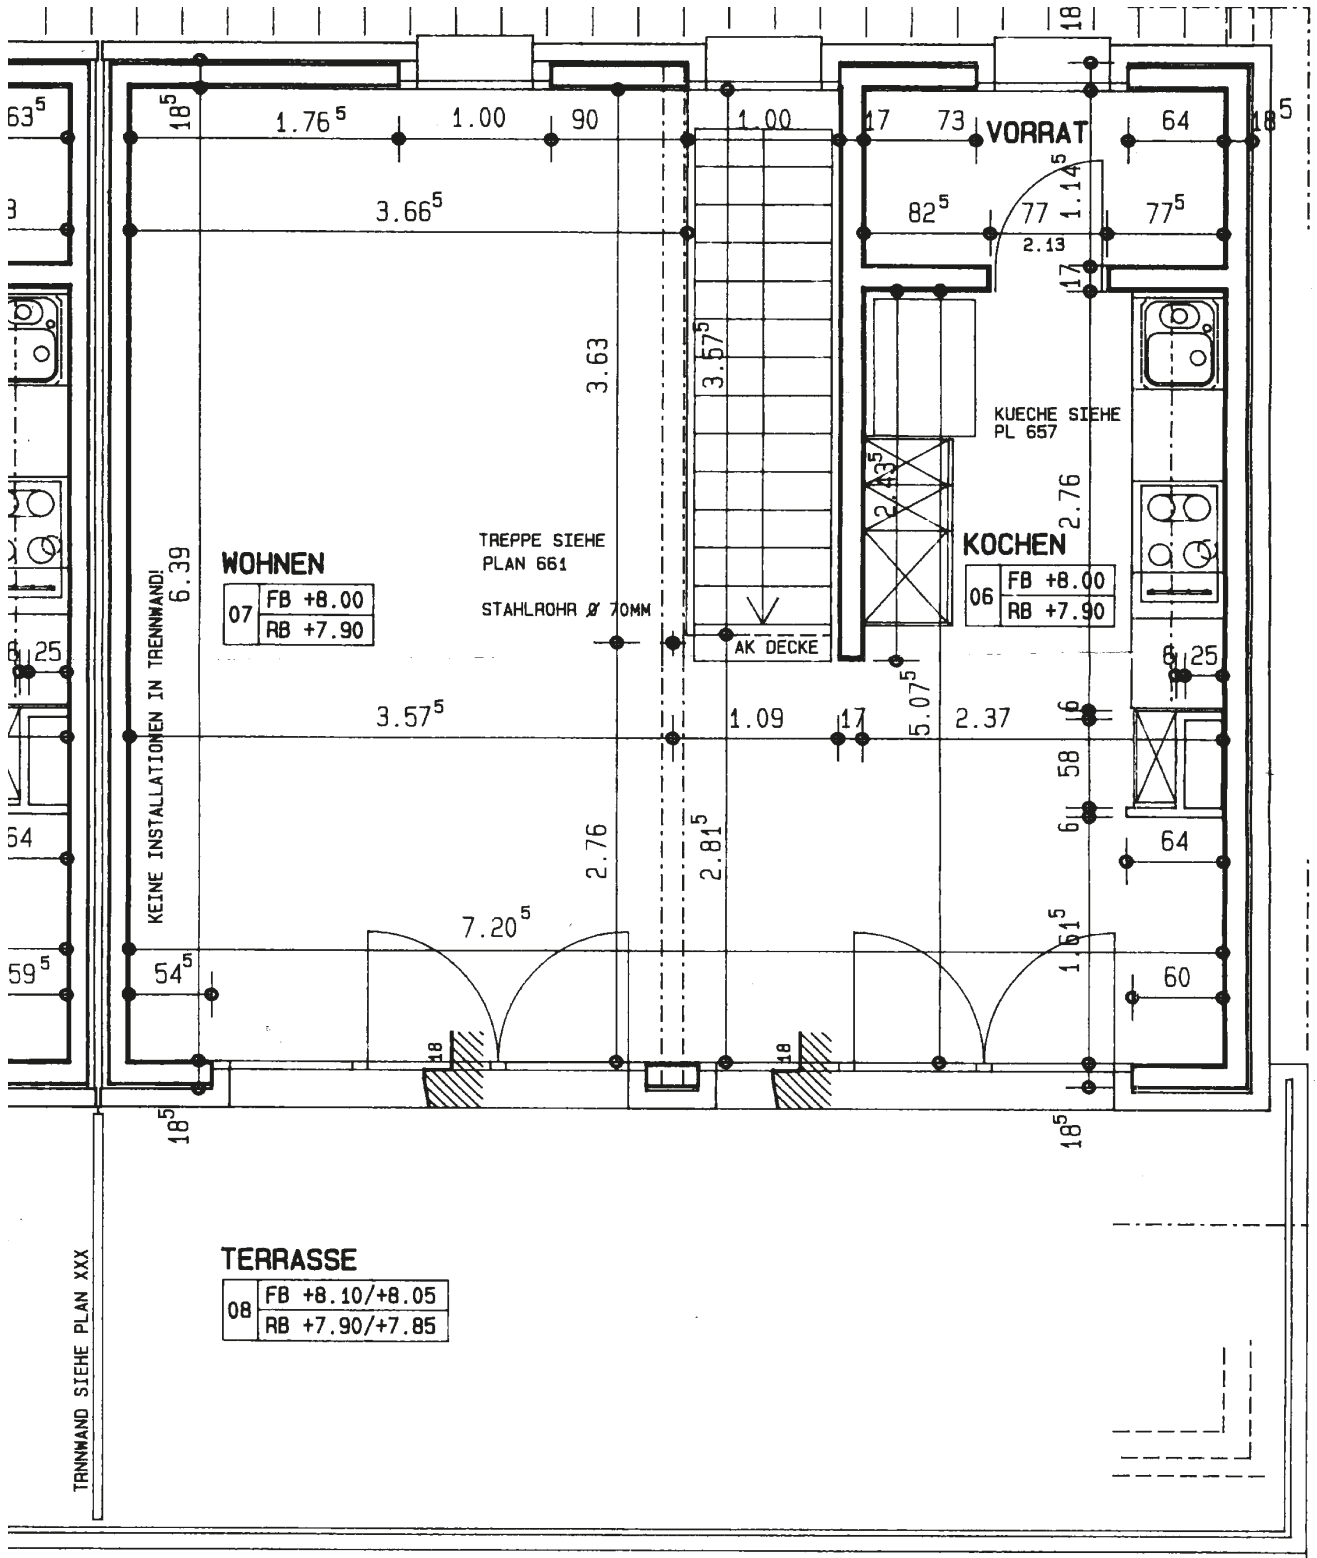 18
63⁵
18⁵
1.76⁵
1.00
90
1.00
17
73
VORRAT
64
18⁵
3.66⁵
1.14⁵
82⁵
77
2.13
77⁵
17
3.63
3.57⁵
KUECHE SIEHE
PL 657
2.43⁵
2.76
6.39
TREPPE SIEHE
PLAN 661
WOHNEN
07
FB +8.00
RB +7.90
STAHLROHR Ø 70MM
KOCHEN
06
FB +8.00
RB +7.90
AK DECKE
25
6 25
KEINE INSTALLATIONEN IN TRENNWAND!
3.57⁵
1.09
17
5.07⁵
2.37
6
58
6
64
2.76
2.81⁵
64
7.20⁵
1.61⁵
59⁵
54⁵
60
18
18
18⁵
18⁵
TERRASSE
08
FB +8.10/+8.05
RB +7.90/+7.85
TRNNWAND SIEHE PLAN XXX